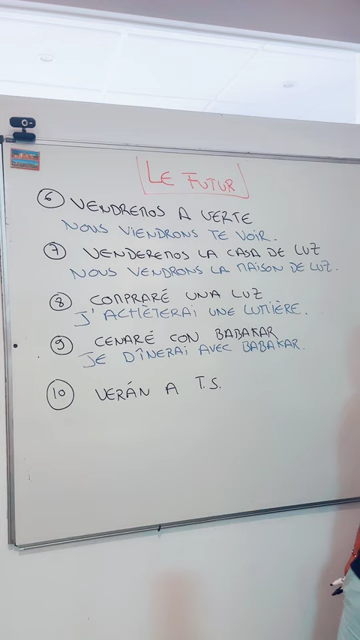 LE FUTUR
6 VENDREMOS A VERTE
NOUS VIENDRONS TE VOIR.
7 VENDEREMOS LA CASA DE LUZ
NOUS VENDRONS LA MAISON DE LUZ.
8 COMPRARÉ UNA LUZ
J'ACHÈTERAI UNE LUMIÈRE.
9 CENARÉ CON BABAKAR
JE DÎNERAI AVEC BABAKAR.
10 VERÁN A T.S.